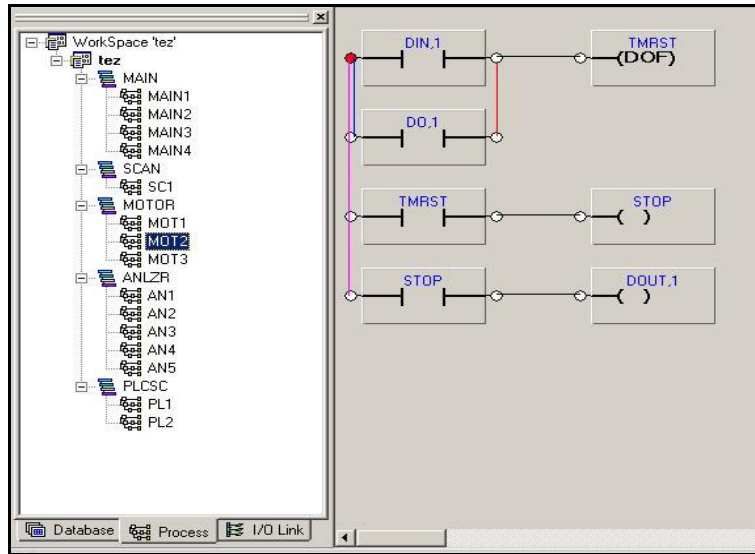 WorkSpace 'tez'
tez
MAIN
MAIN1
MAIN2
MAIN3
MAIN4
SCAN
SC1
MOTOR
MOT1
MOT2
MOT3
ANLZR
AN1
AN2
AN3
AN4
AN5
PLCSC
PL1
PL2
Database Process I/O Link
DIN,1 TMRST
(DOF)
DO,1
TMRST STOP
( )
STOP DOUT,1
( )